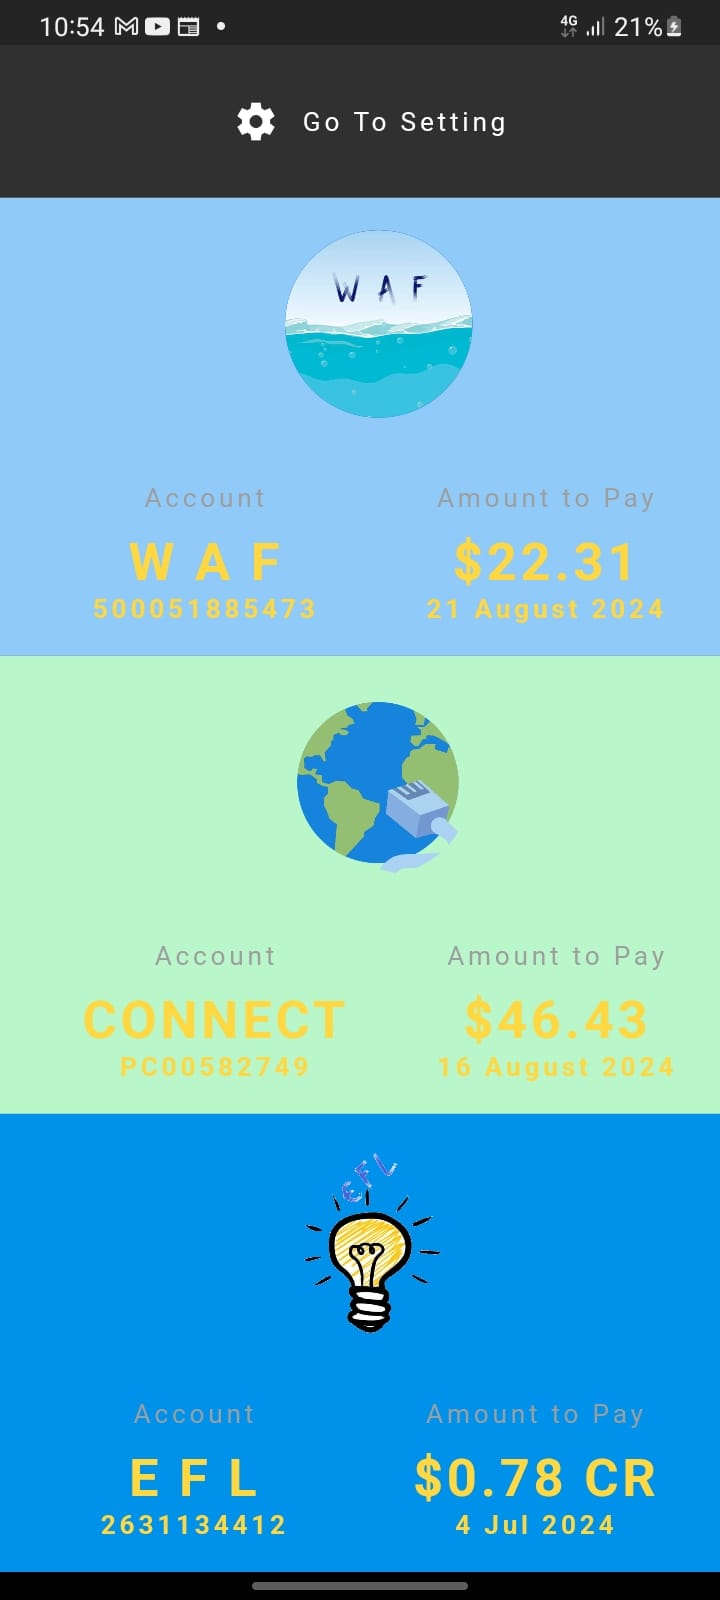 10:54
4G 21%
Go To Setting
W A F
Account Amount to Pay
W A F $22.31
500051885473 21 August 2024
Account Amount to Pay
CONNECT $46.43
PC00582749 16 August 2024
EFL
Account Amount to Pay
E F L $0.78 CR
2631134412 4 Jul 2024